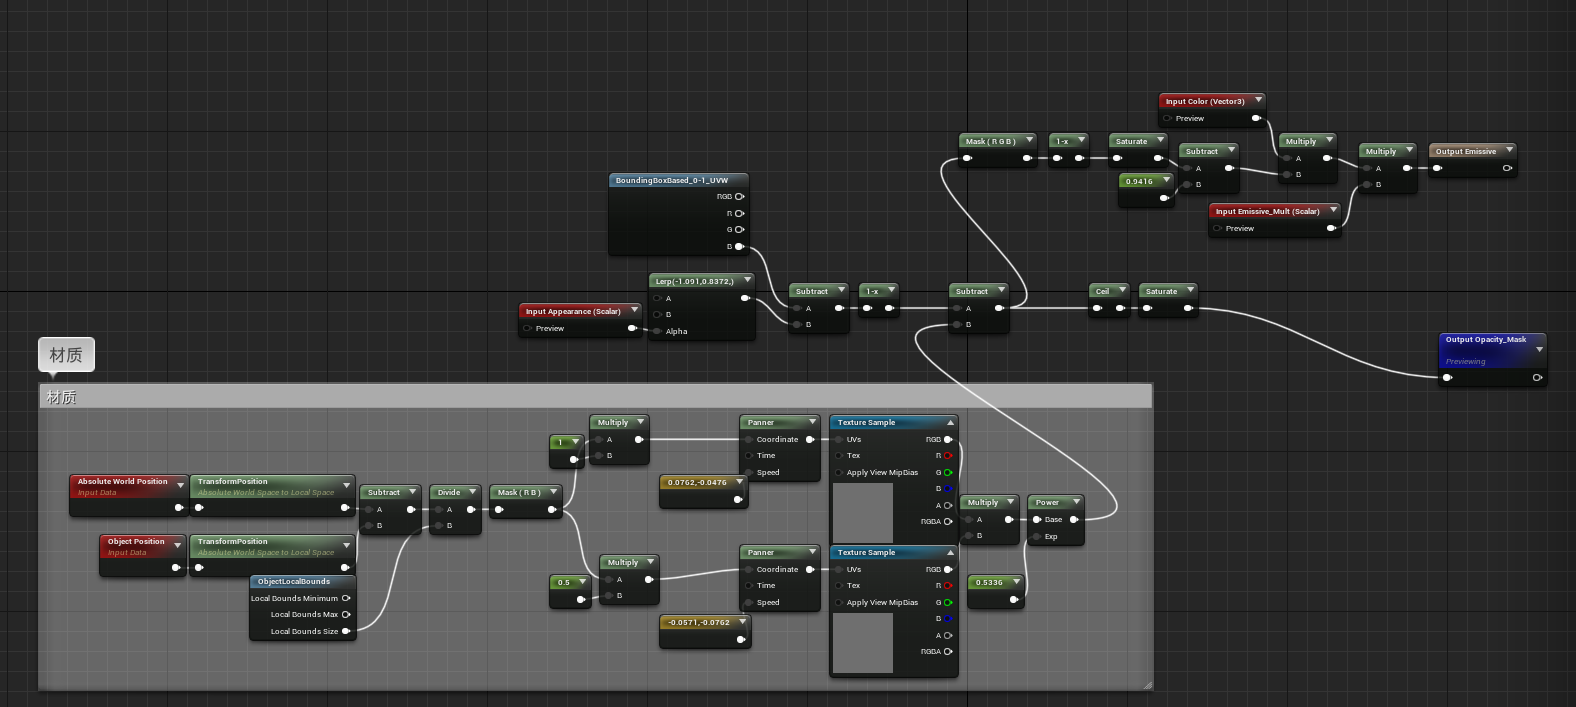 Input Color (Vector3)
Preview
Mask ( R G B )
1-x
Saturate
Subtract
A
B
0.9416
Multiply
A
B
Multiply
A
B
Output Emissive
Input Emissive_Mult (Scalar)
Preview
BoundingBoxBased_0-1_UVW
RGB
R
G
B
Lerp(-1.091,0.8372,)
A
B
Alpha
Input Appearance (Scalar)
Preview
Subtract
A
B
1-x
Subtract
A
B
Ceil
Saturate
Output Opacity_Mask
Previewing
材质
材质
Absolute World Position
Input Data
TransformPosition
Absolute World Space to Local Space
Object Position
Input Data
TransformPosition
Absolute World Space to Local Space
ObjectLocalBounds
Local Bounds Minimum
Local Bounds Max
Local Bounds Size
Subtract
A
B
Divide
A
B
Mask ( R B )
1
Multiply
A
B
0.5
Multiply
A
B
0.0762,-0.0476
Panner
Coordinate
Time
Speed
-0.0571,-0.0762
Panner
Coordinate
Time
Speed
Texture Sample
UVs
RGB
Tex
R
Apply View MipBias
G
B
A
RGBA
Texture Sample
UVs
RGB
Tex
R
Apply View MipBias
G
B
A
RGBA
Multiply
A
B
Power
Base
Exp
0.5336